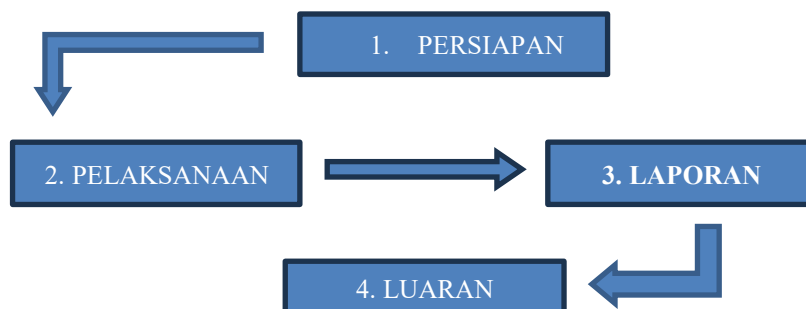 1. PERSIAPAN
2. PELAKSANAAN
3. LAPORAN
4. LUARAN